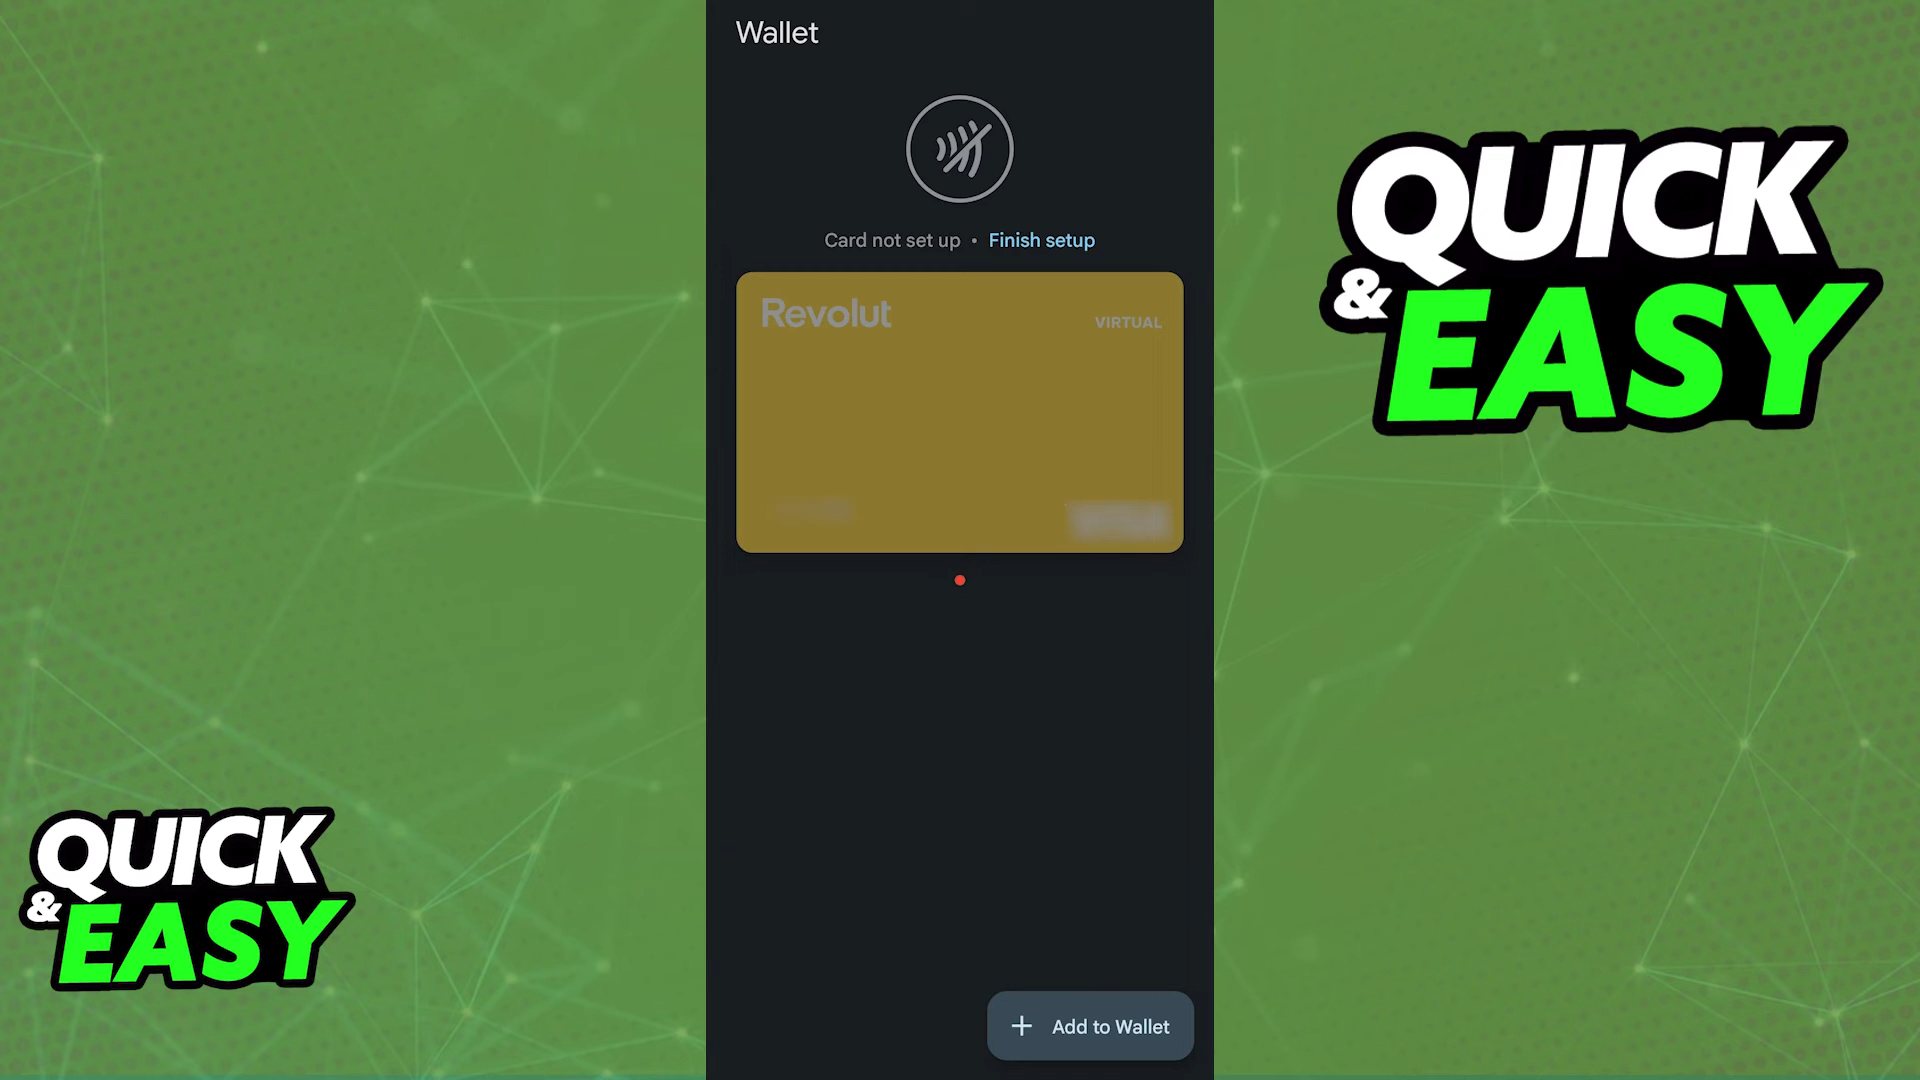 Wallet
Card not set up • Finish setup
Revolut
VIRTUAL
+ Add to Wallet
QUICK
& EASY
QUICK
& EASY